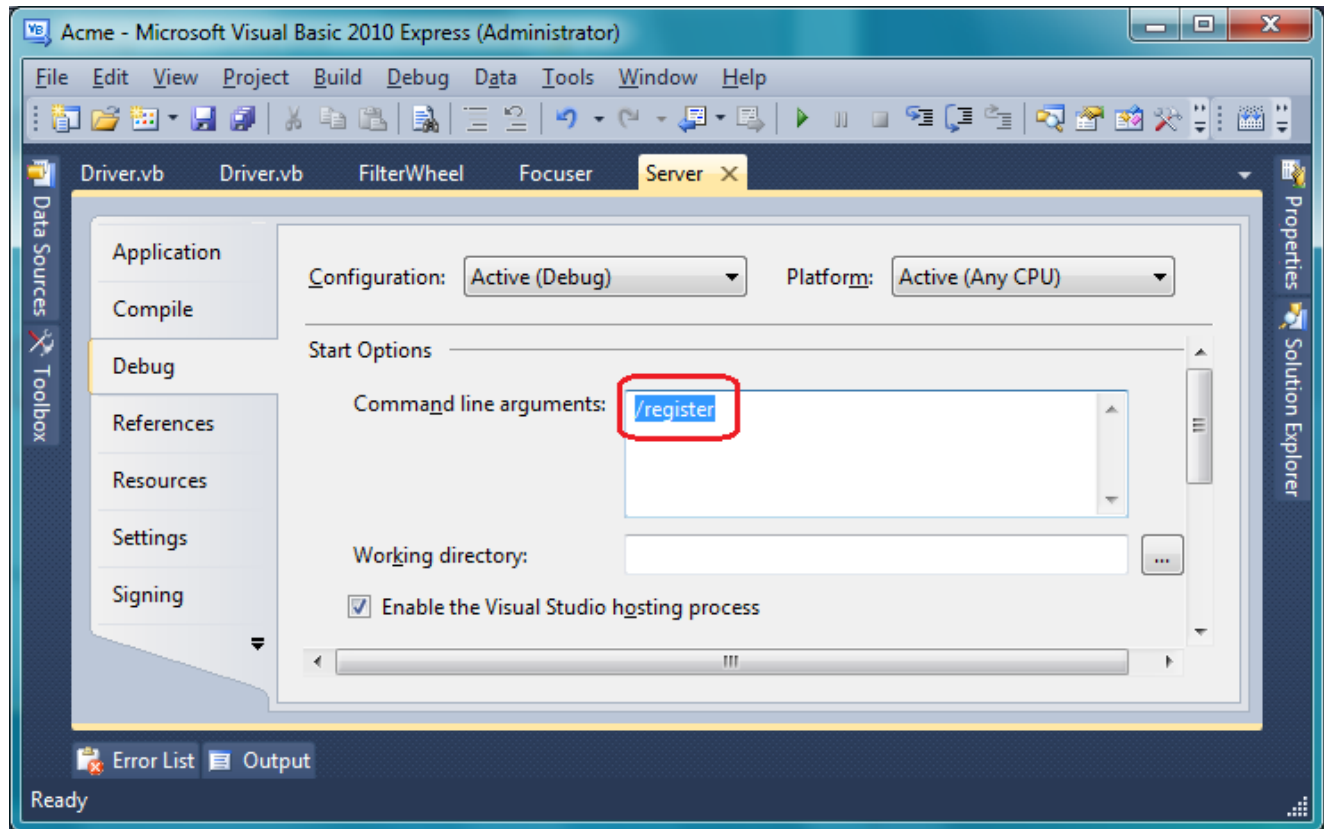 Acme - Microsoft Visual Basic 2010 Express (Administrator)
File Edit View Project Build Debug Data Tools Window Help
Driver.vb Driver.vb FilterWheel Focuser Server
Data Sources
Toolbox
Application
Compile
Debug
References
Resources
Settings
Signing
Configuration: Active (Debug) Platform: Active (Any CPU)
Start Options
Command line arguments: /register
Working directory: ...
Enable the Visual Studio hosting process
Properties
Solution Explorer
Error List Output
Ready